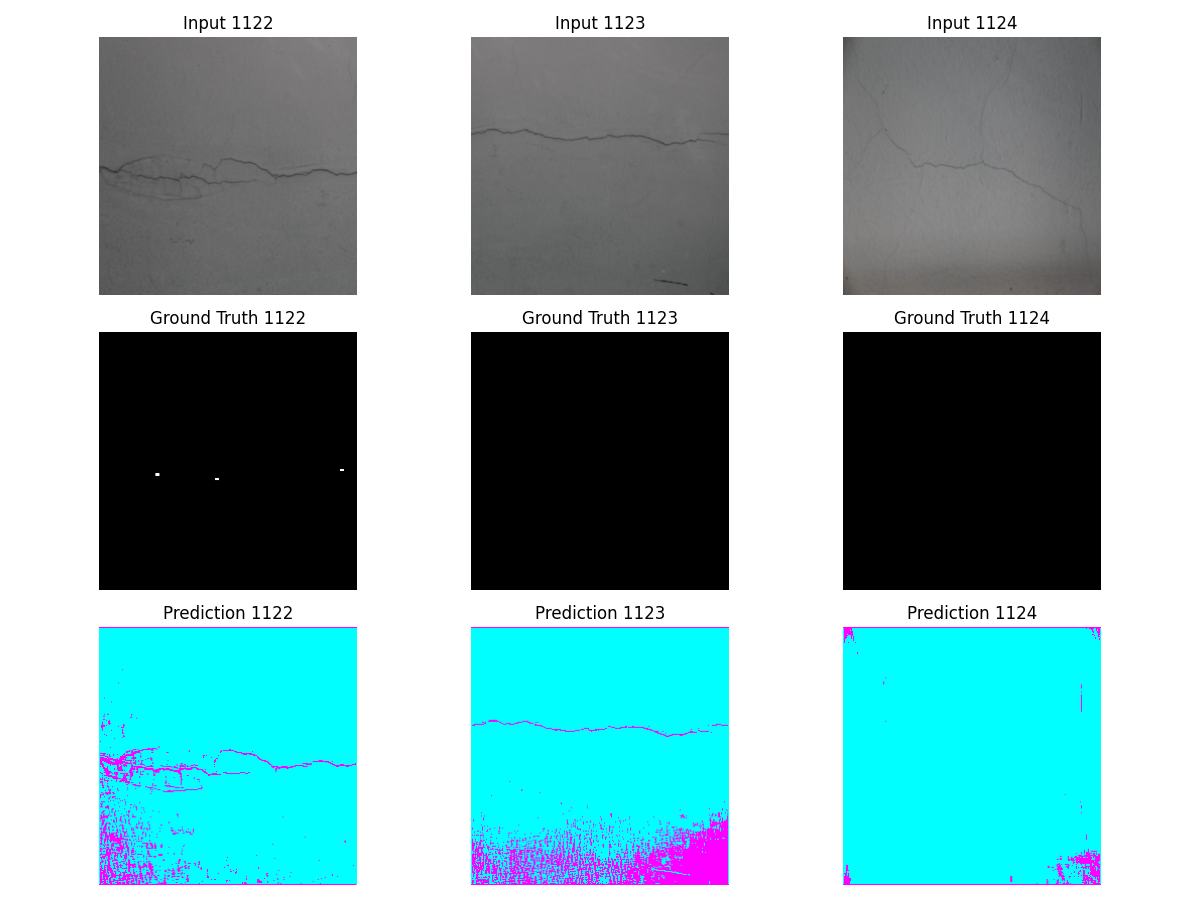 Input 1122
Input 1123
Input 1124
Ground Truth 1122
Ground Truth 1123
Ground Truth 1124
Prediction 1122
Prediction 1123
Prediction 1124